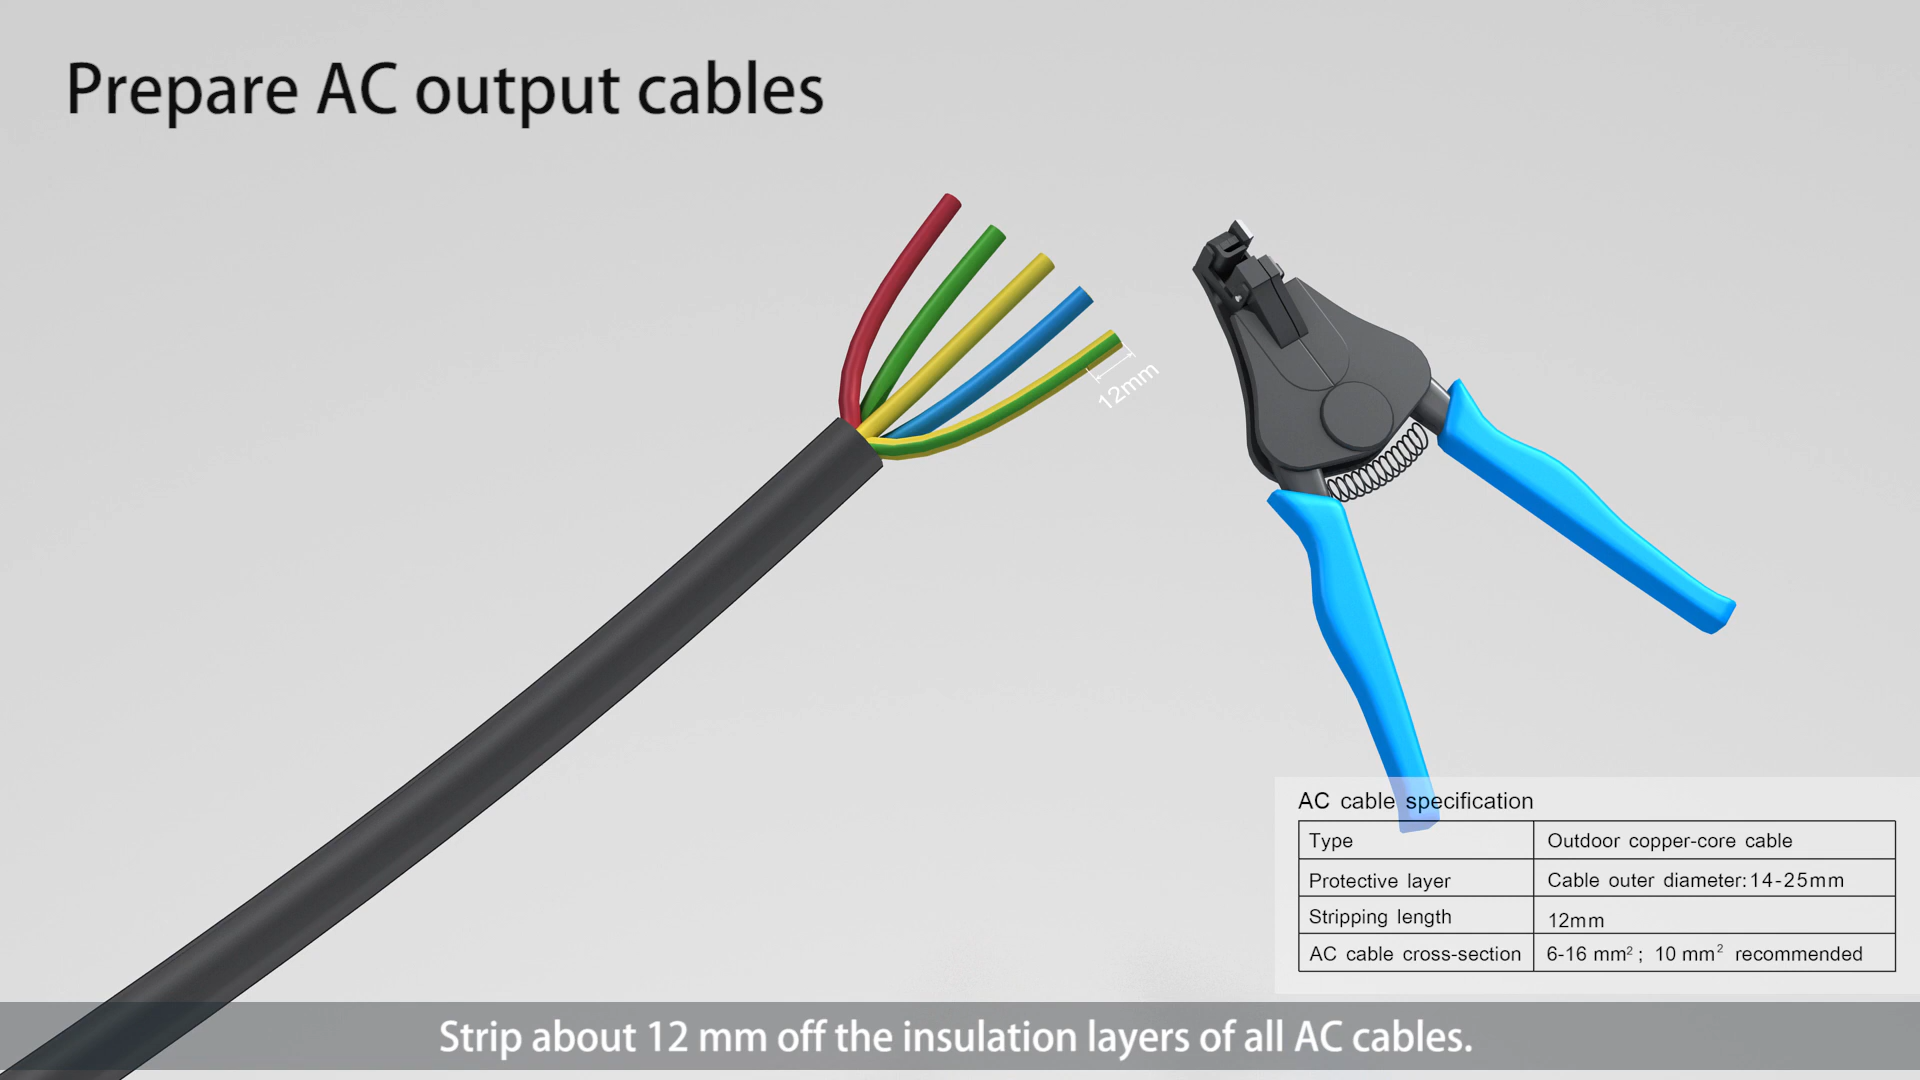 Prepare AC output cables
12mm
AC cable specification
Type Outdoor copper-core cable
Protective layer Cable outer diameter:14-25mm
Stripping length 12mm
AC cable cross-section 6-16 mm²; 10 mm² recommended
Strip about 12 mm off the insulation layers of all AC cables.